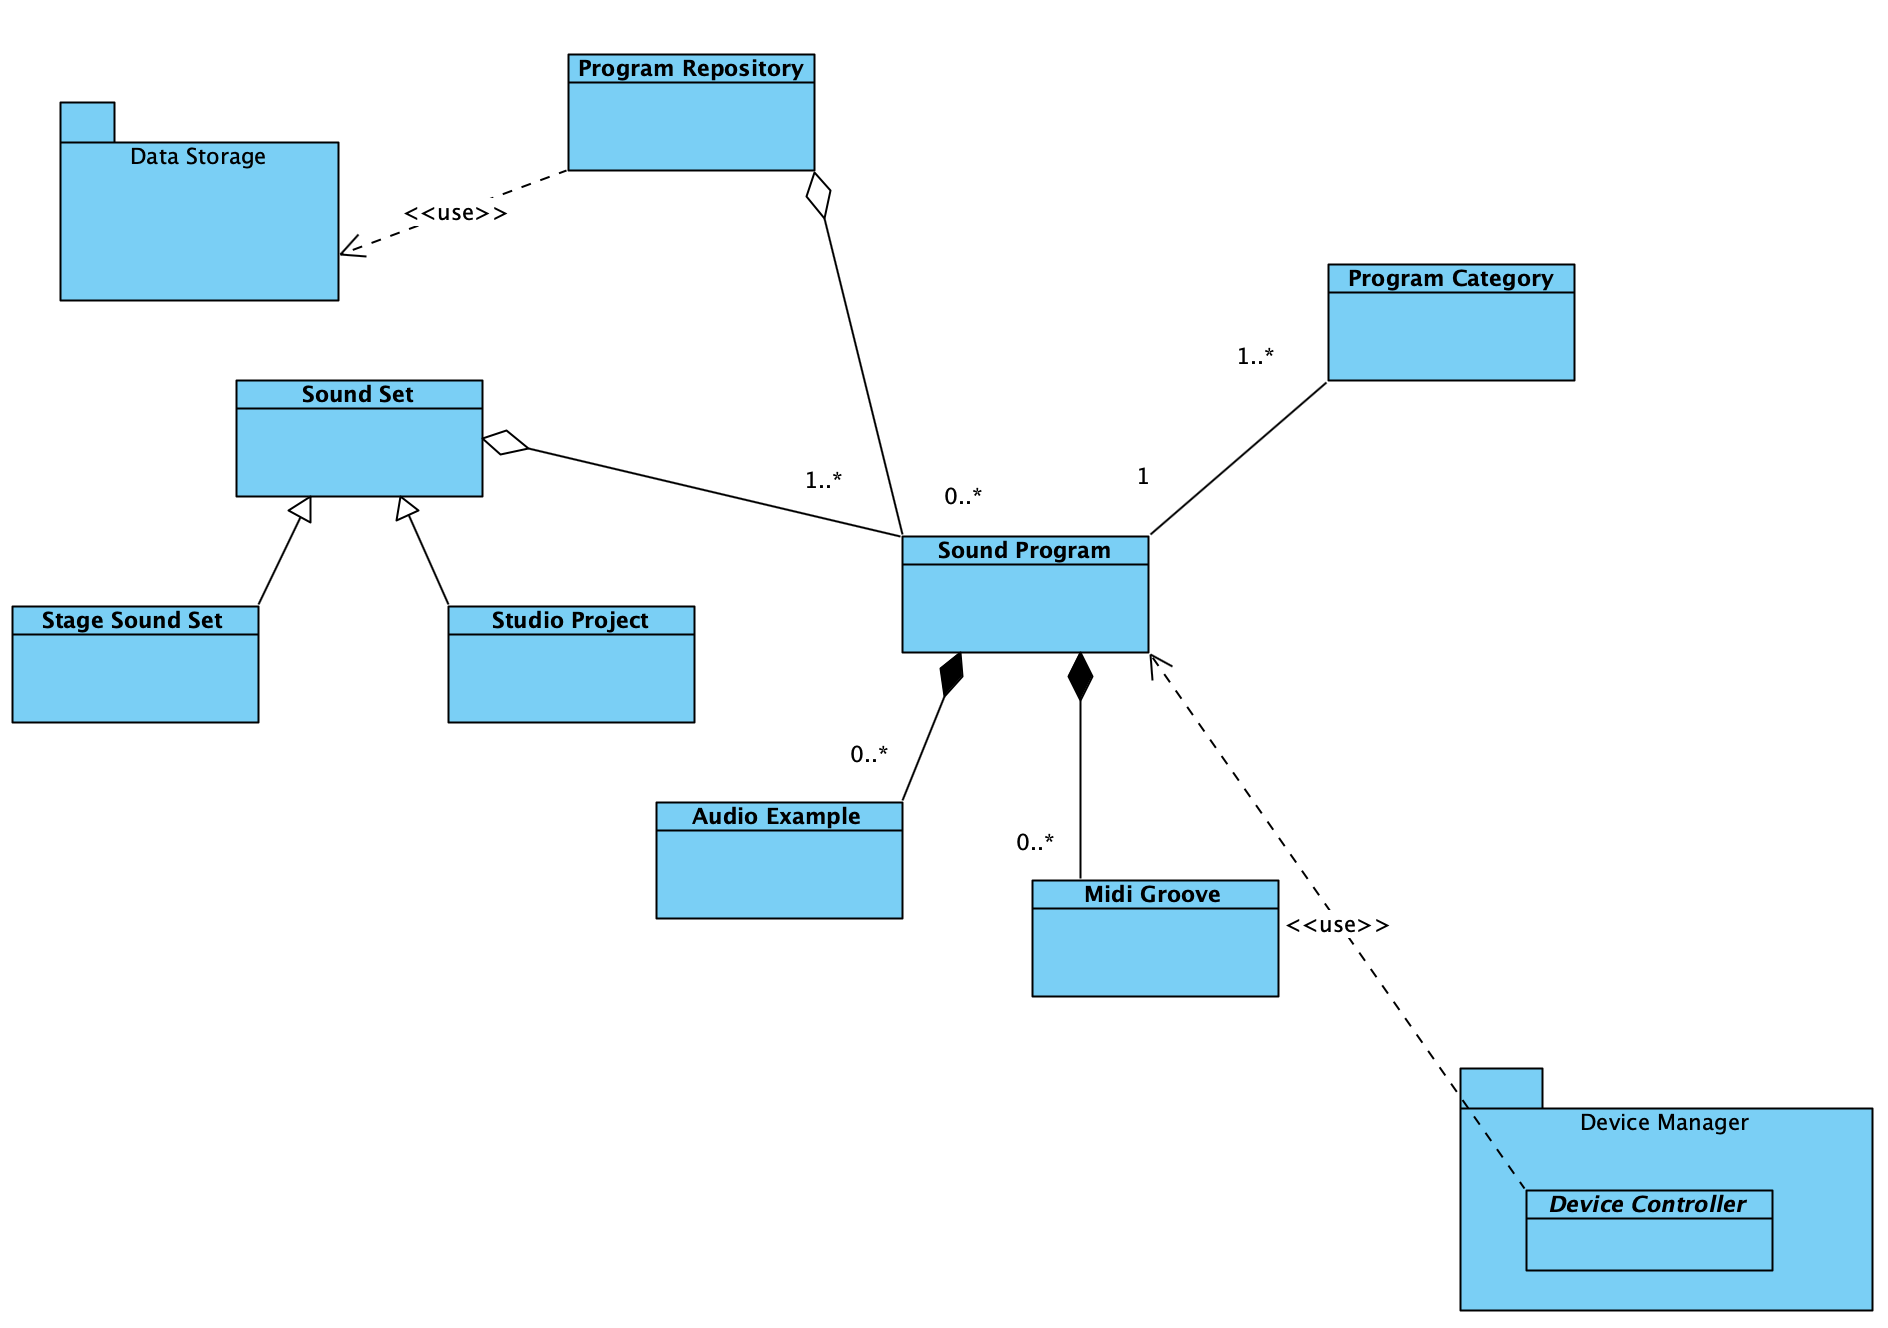 Program Repository
Data Storage
<<use>>
Program Category
1..*
Sound Set
1..*
1
0..*
Sound Program
Stage Sound Set
Studio Project
0..*
Audio Example
0..*
Midi Groove
<<use>>
Device Manager
Device Controller